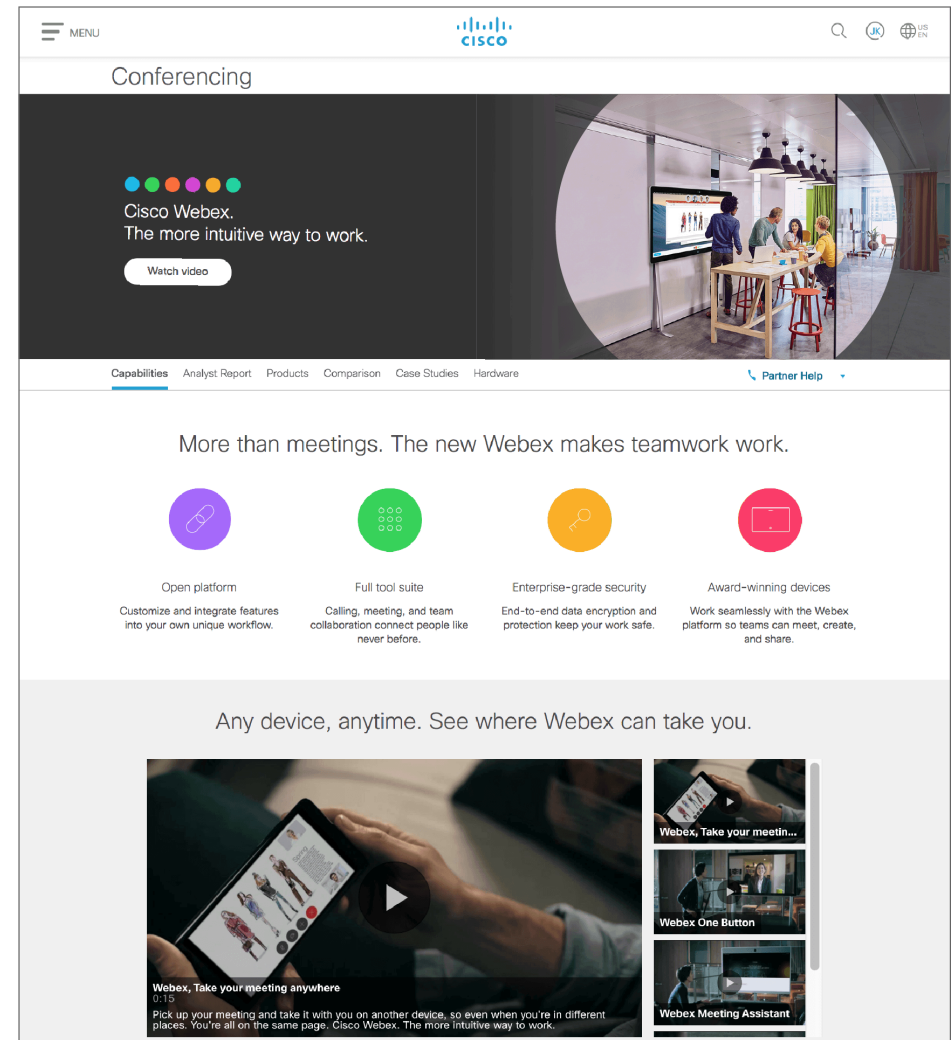 MENU
CISCO
JK
US
EN
Conferencing
Cisco Webex.
The more intuitive way to work.
Watch video
Capabilities Analyst Report Products Comparison Case Studies Hardware
Partner Help
More than meetings. The new Webex makes teamwork work.
Open platform
Customize and integrate features
into your own unique workflow.
Full tool suite
Calling, meeting, and team
collaboration connect people like
never before.
Enterprise-grade security
End-to-end data encryption and
protection keep your work safe.
Award-winning devices
Work seamlessly with the Webex
platform so teams can meet, create,
and share.
Any device, anytime. See where Webex can take you.
Webex, Take your meeting anywhere
0:15
Pick up your meeting and take it with you on another device, so even when you're in different
places. You're all on the same page. Cisco Webex. The more intuitive way to work.
Webex, Take your meetin...
Webex One Button
Webex Meeting Assistant